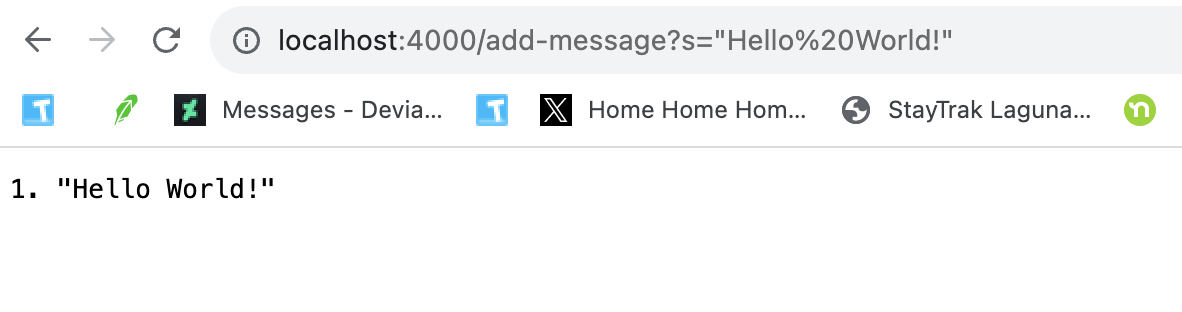 localhost:4000/add-message?s="Hello%20World!"
T T Messages - Devia... T X Home Home Hom... StayTrak Laguna... n
1. "Hello World!"